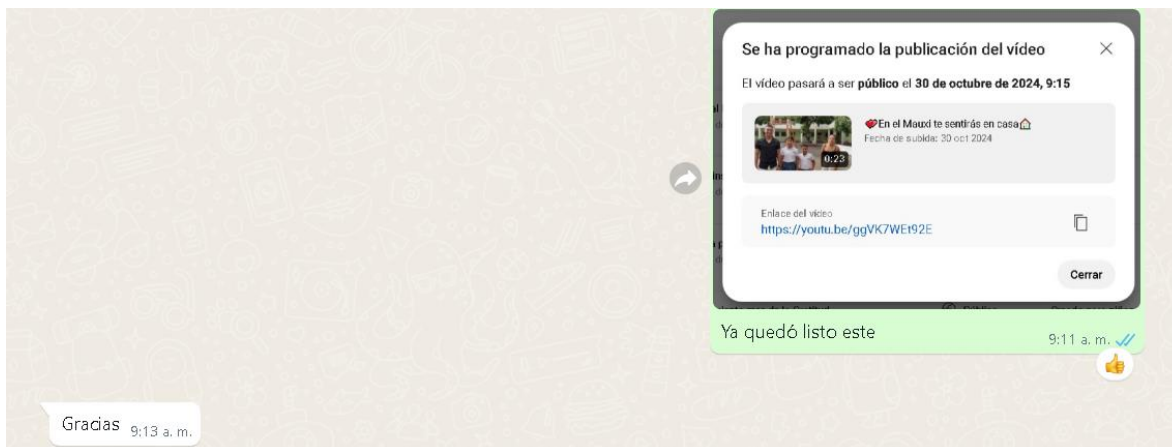 Se ha programado la publicación del vídeo
El vídeo pasará a ser público el 30 de octubre de 2024, 9:15
❤️En el Mauxi te sentirás en casa🏠
Fecha de subida: 30 oct 2024
0:23
Enlace del vídeo
https://youtu.be/ggVK7WEt92E
Cerrar
Ya quedó listo este
9:11 a. m.
Gracias 9:13 a. m.